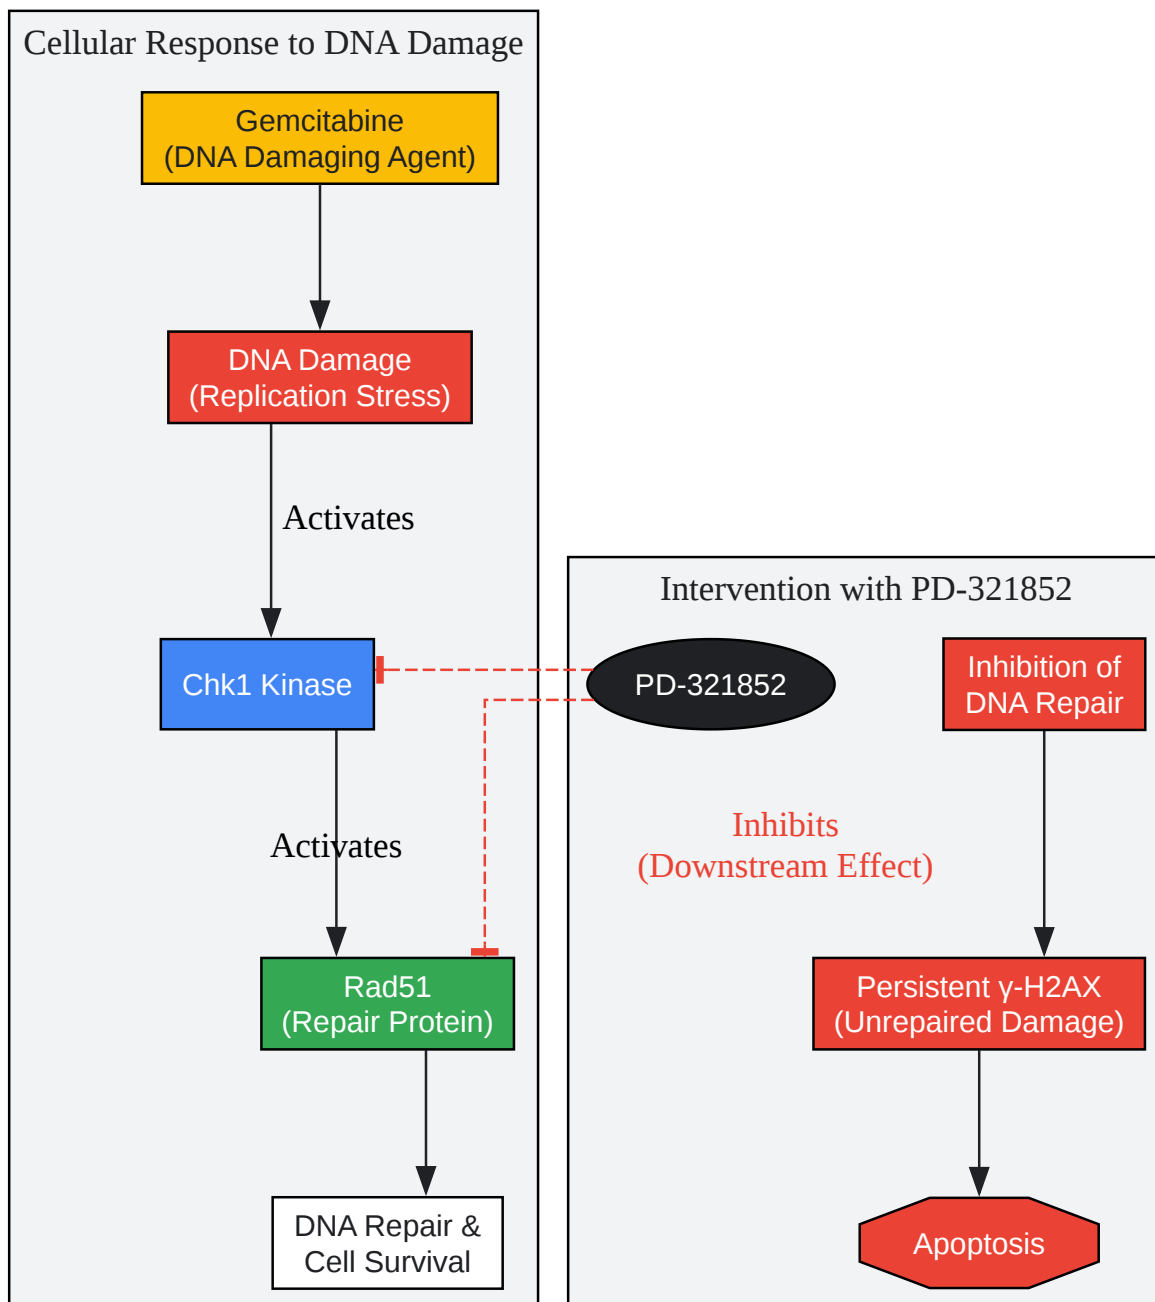 Cellular Response to DNA Damage
Gemcitabine
(DNA Damaging Agent)
DNA Damage
(Replication Stress)
Activates
Chk1 Kinase
Activates
Rad51
(Repair Protein)
DNA Repair &
Cell Survival
Intervention with PD-321852
PD-321852
Inhibition of
DNA Repair
Inhibits
(Downstream Effect)
Persistent γ-H2AX
(Unrepaired Damage)
Apoptosis